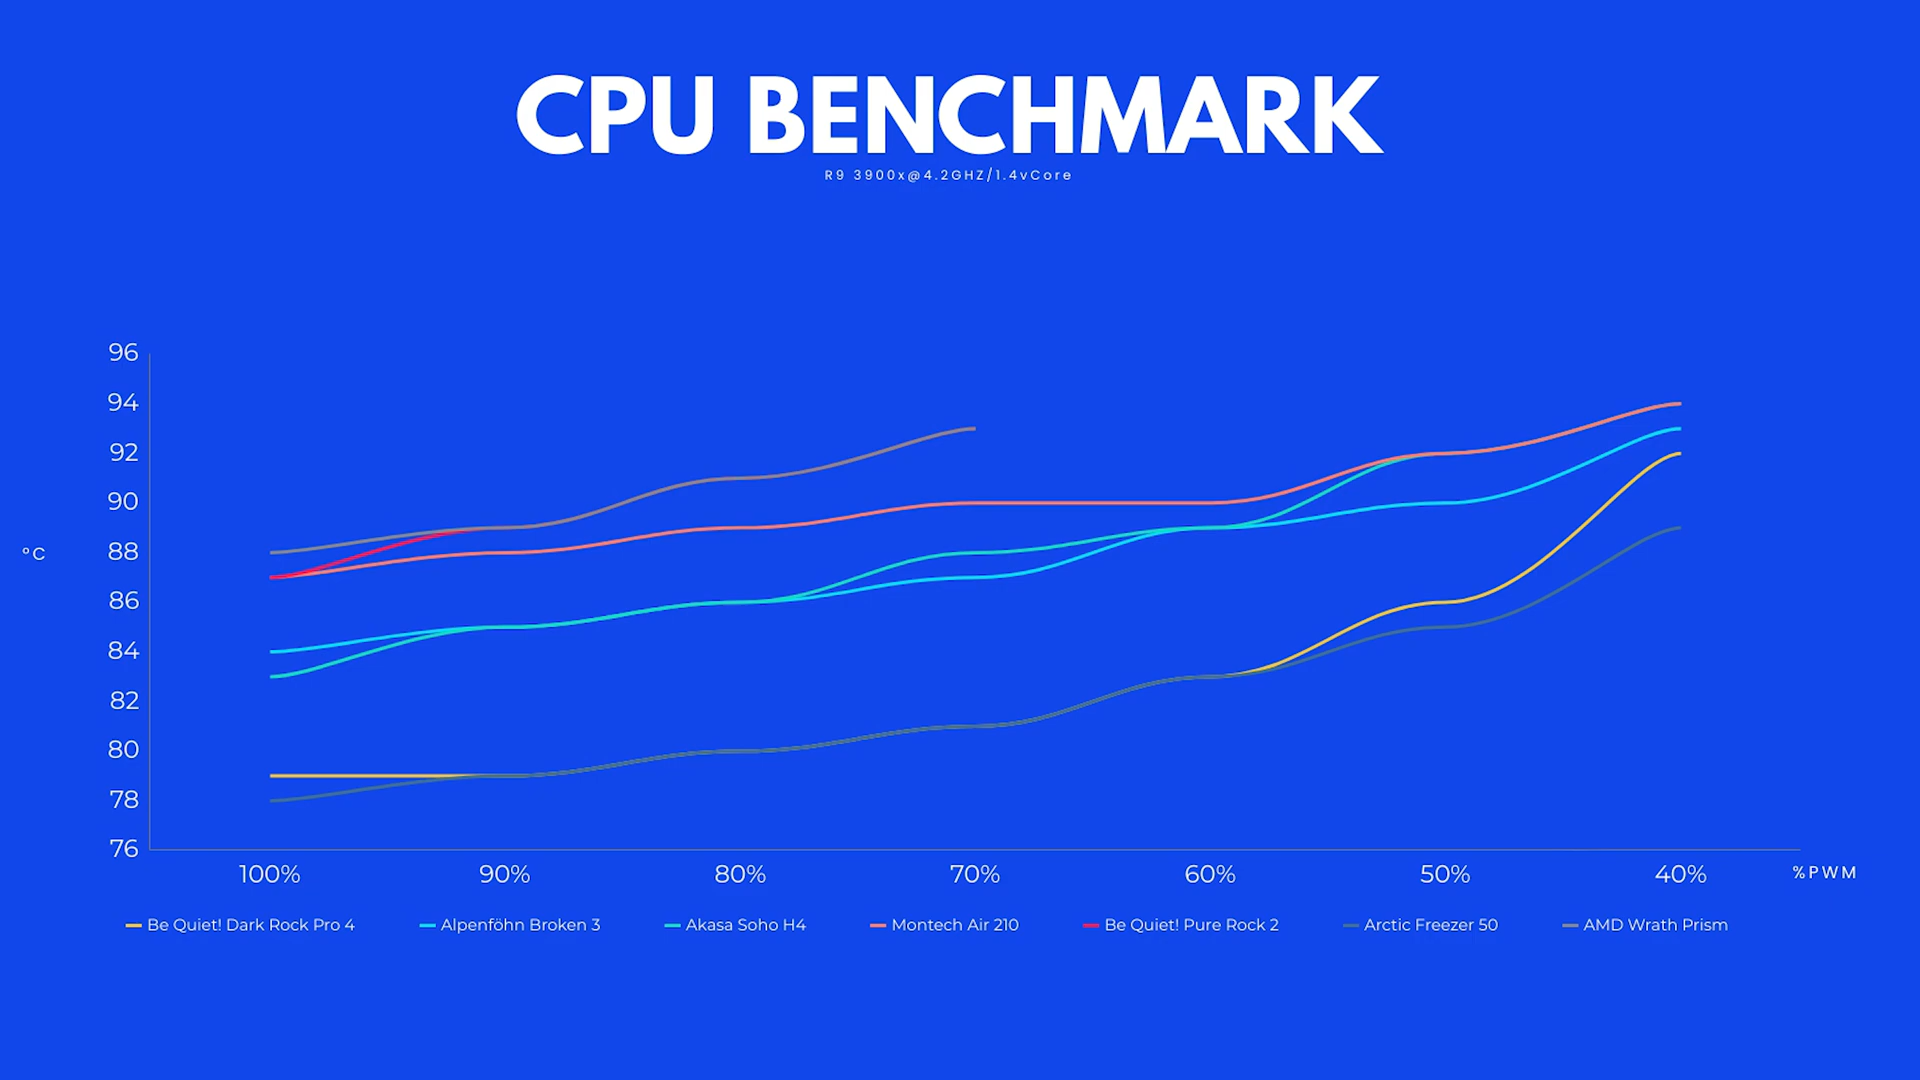 CPU BENCHMARK
R9 3900x@4.2GHZ/1.4vCore
96
94
92
90
°C
88
86
84
82
80
78
76
100% 90% 80% 70% 60% 50% 40% %PWM
Be Quiet! Dark Rock Pro 4 Alpenföhn Broken 3 Akasa Soho H4 Montech Air 210 Be Quiet! Pure Rock 2 Arctic Freezer 50 AMD Wrath Prism